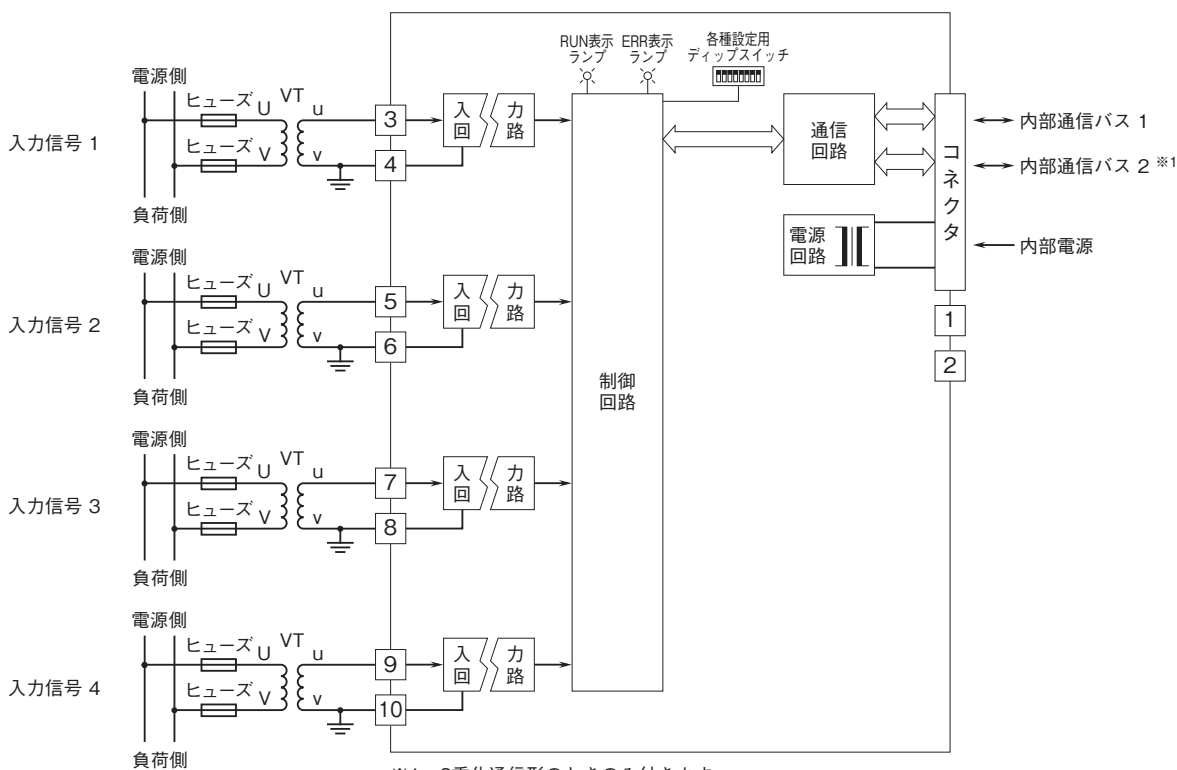 RUN表示
ランプ
ERR表示
ランプ
各種設定用
ディップスイッチ
電源側
入力信号 1
ヒューズ
U
VT
u
3
ヒューズ
V
v
4
負荷側
入 力
回 路
電源側
入力信号 2
ヒューズ
U
VT
u
5
ヒューズ
V
v
6
負荷側
入 力
回 路
電源側
入力信号 3
ヒューズ
U
VT
u
7
ヒューズ
V
v
8
負荷側
入 力
回 路
電源側
入力信号 4
ヒューズ
U
VT
u
9
ヒューズ
V
v
10
負荷側
入 力
回 路
制御
回路
通信
回路
電源
回路
コネクタ
内部通信バス 1
内部通信バス 2 ※1
内部電源
1
2